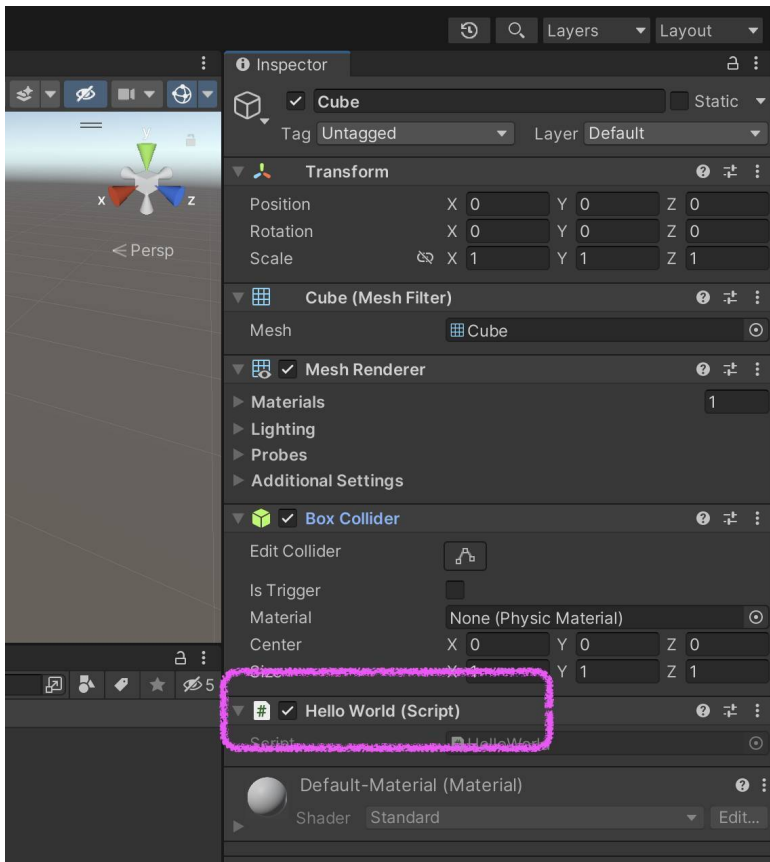 Layers Layout
Inspector
Cube Static
Tag Untagged Layer Default
y
x z
Persp
Transform
Position X 0 Y 0 Z 0
Rotation X 0 Y 0 Z 0
Scale X 1 Y 1 Z 1
Cube (Mesh Filter)
Mesh Cube
Mesh Renderer
Materials 1
Lighting
Probes
Additional Settings
Box Collider
Edit Collider
Is Trigger
Material None (Physic Material)
Center X 0 Y 0 Z 0
Size X 1 Y 1 Z 1
5
# Hello World (Script)
Script
Default-Material (Material)
Shader Standard Edit...